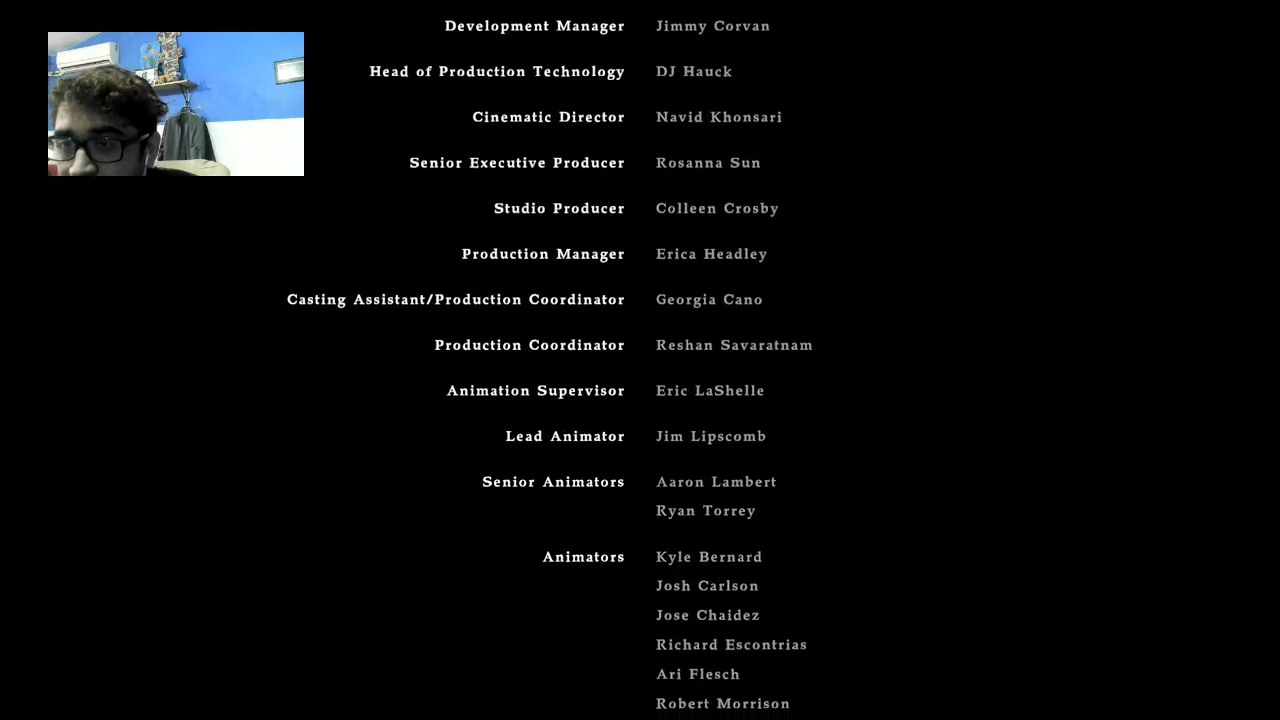 Development Manager Jimmy Corvan
Head of Production Technology DJ Hauck
Cinematic Director Navid Khonsari
Senior Executive Producer Rosanna Sun
Studio Producer Colleen Crosby
Production Manager Erica Headley
Casting Assistant/Production Coordinator Georgia Cano
Production Coordinator Reshan Savaratnam
Animation Supervisor Eric LaShelle
Lead Animator Jim Lipscomb
Senior Animators Aaron Lambert
Ryan Torrey
Animators Kyle Bernard
Josh Carlson
Jose Chaidez
Richard Escontrias
Ari Flesch
Robert Morrison